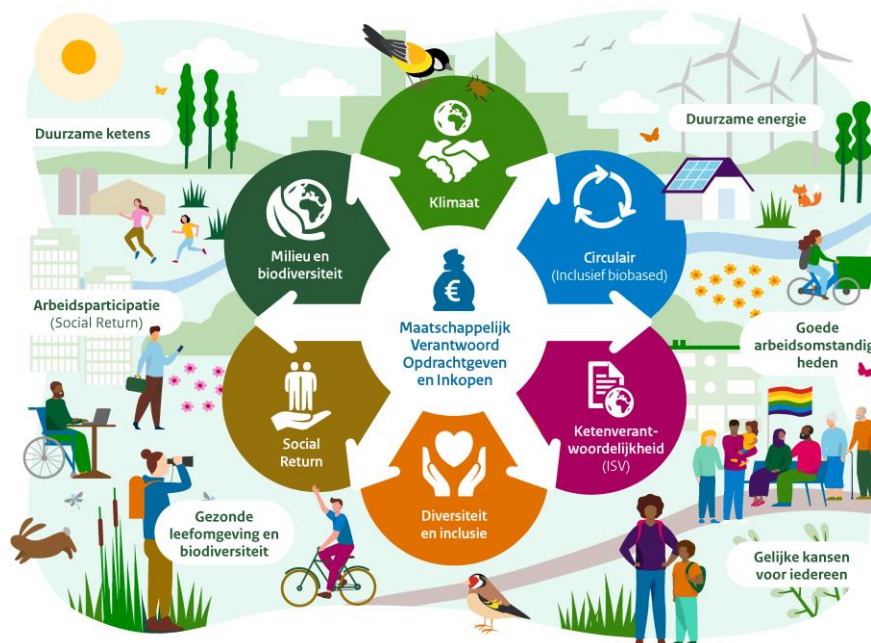 Duurzame ketens
Duurzame energie
Klimaat
Milieu en
biodiversiteit
Circulair
(Inclusief biobased)
Arbeidsparticipatie
(Social Return)
€
Maatschappelijk
Verantwoord
Opdrachtgeven
en Inkopen
Goede
arbeidsomstandig
heden
Social
Return
Ketenverant-
woordelijkheid
(ISV)
Diversiteit
en inclusie
Gezonde
leefomgeving en
biodiversiteit
Gelijke kansen
voor iedereen